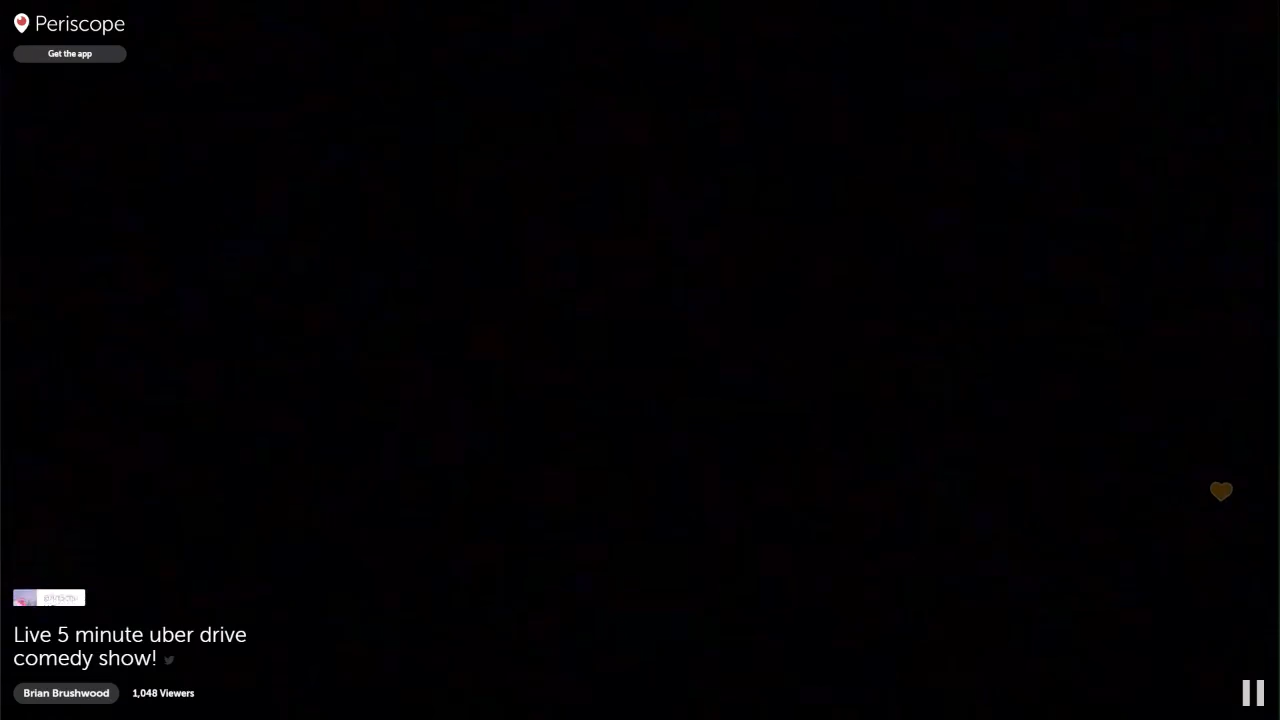 Periscope
Get the app
Live 5 minute uber drive
comedy show!
Brian Brushwood
1,048 Viewers